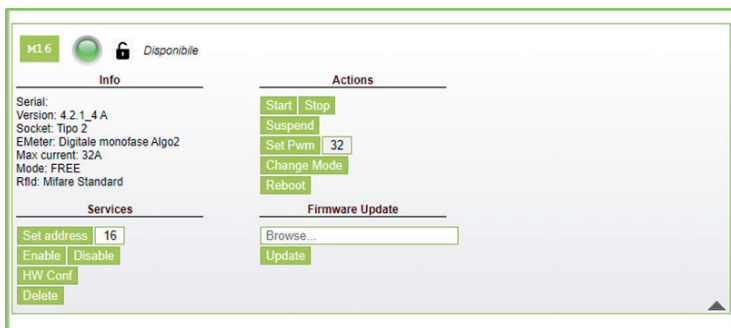 M16 Disponibile
Info
Serial:
Version: 4.2.1_4 A
Socket: Tipo 2
EMeter: Digitale monofase Algo2
Max current: 32A
Mode: FREE
RfId: Mifare Standard
Actions
Start Stop
Suspend
Set Pwm 32
Change Mode
Reboot
Services
Set address 16
Enable Disable
HW Conf
Delete
Firmware Update
Browse...
Update